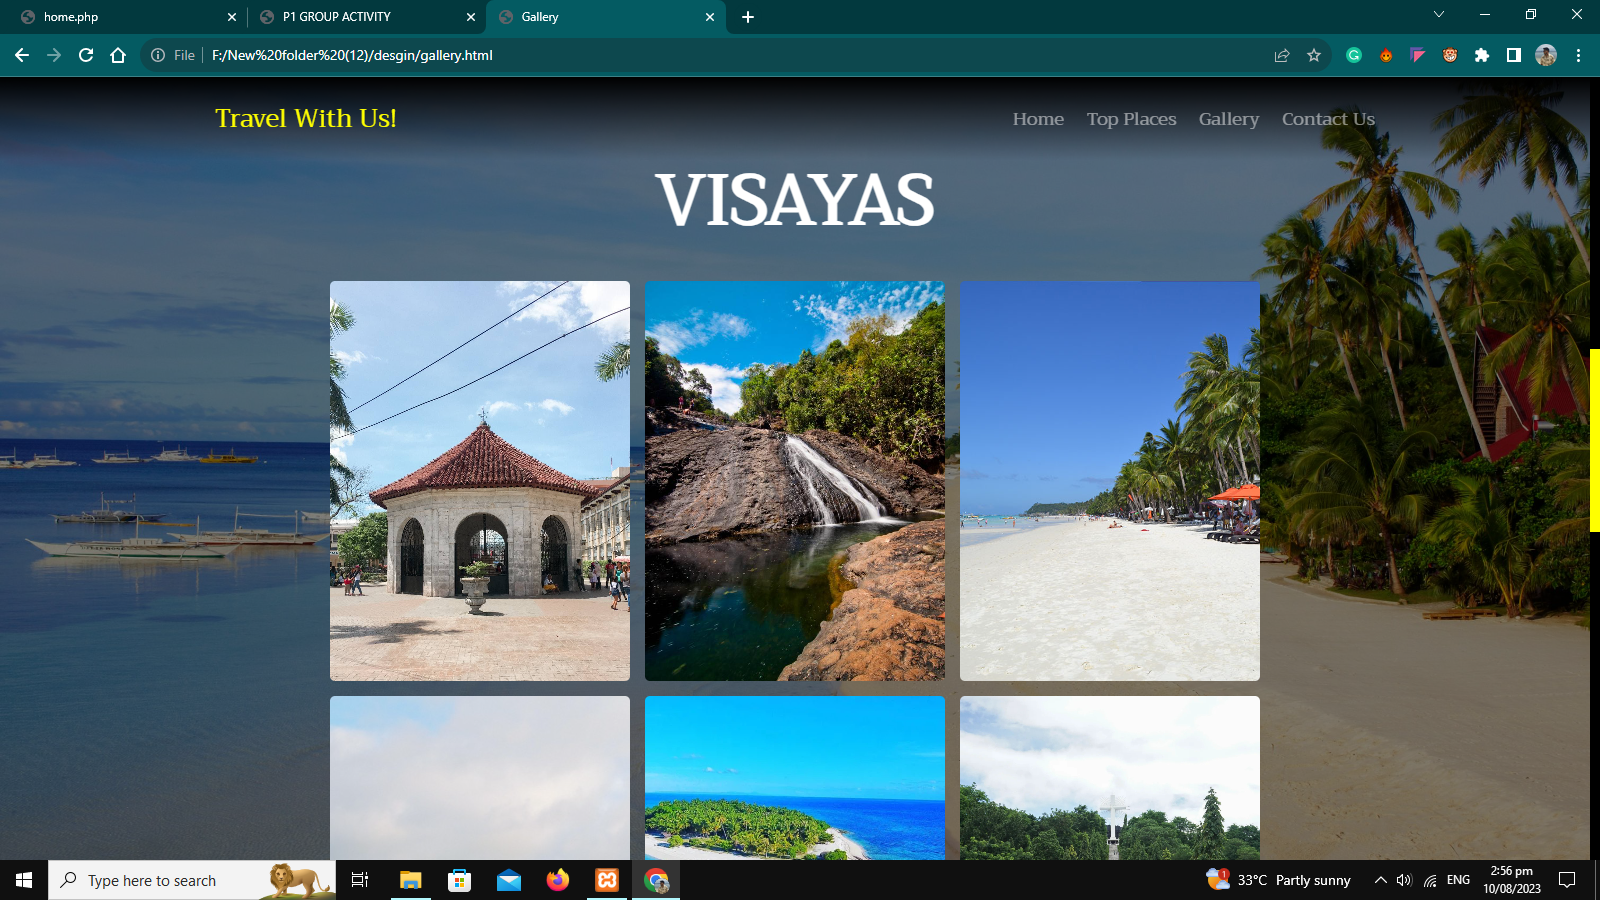 home.php
P1 GROUP ACTIVITY
Gallery
File
F:/New%20folder%20(12)/desgin/gallery.html
Travel With Us!
Home
Top Places
Gallery
Contact Us
VISAYAS
Type here to search
1
33°C Partly sunny
ENG
2:56 pm
10/08/2023